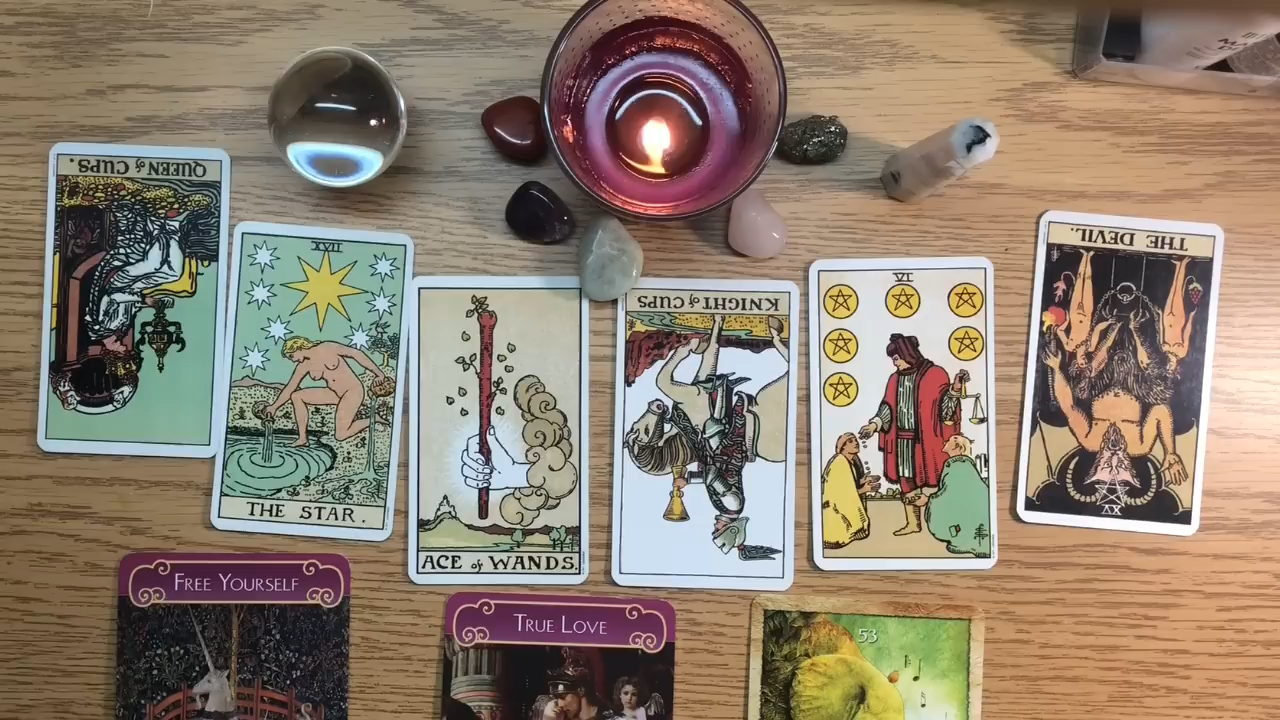 QUEEN of CUPS.
XVII
THE STAR.
ACE of WANDS.
KNIGHT of CUPS
VI
THE DEVIL.
XV
FREE YOURSELF
TRUE LOVE
53